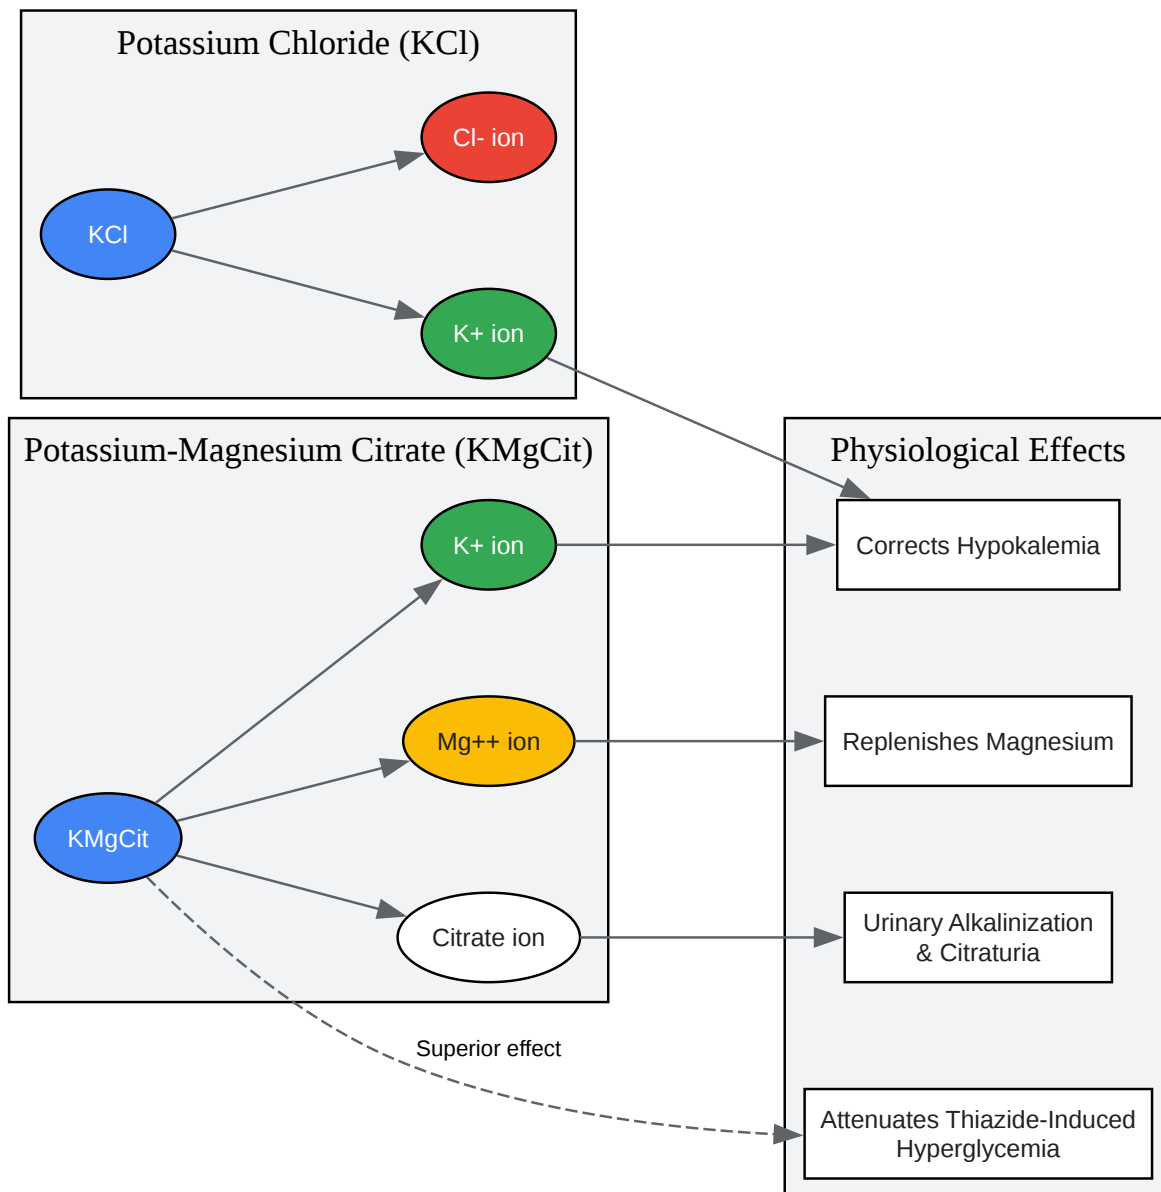 Potassium Chloride (KCl)
Cl- ion
KCl
K+ ion
Potassium-Magnesium Citrate (KMgCit)
K+ ion
Mg++ ion
KMgCit
Citrate ion
Superior effect
Physiological Effects
Corrects Hypokalemia
Replenishes Magnesium
Urinary Alkalinization
& Citraturia
Attenuates Thiazide-Induced
Hyperglycemia